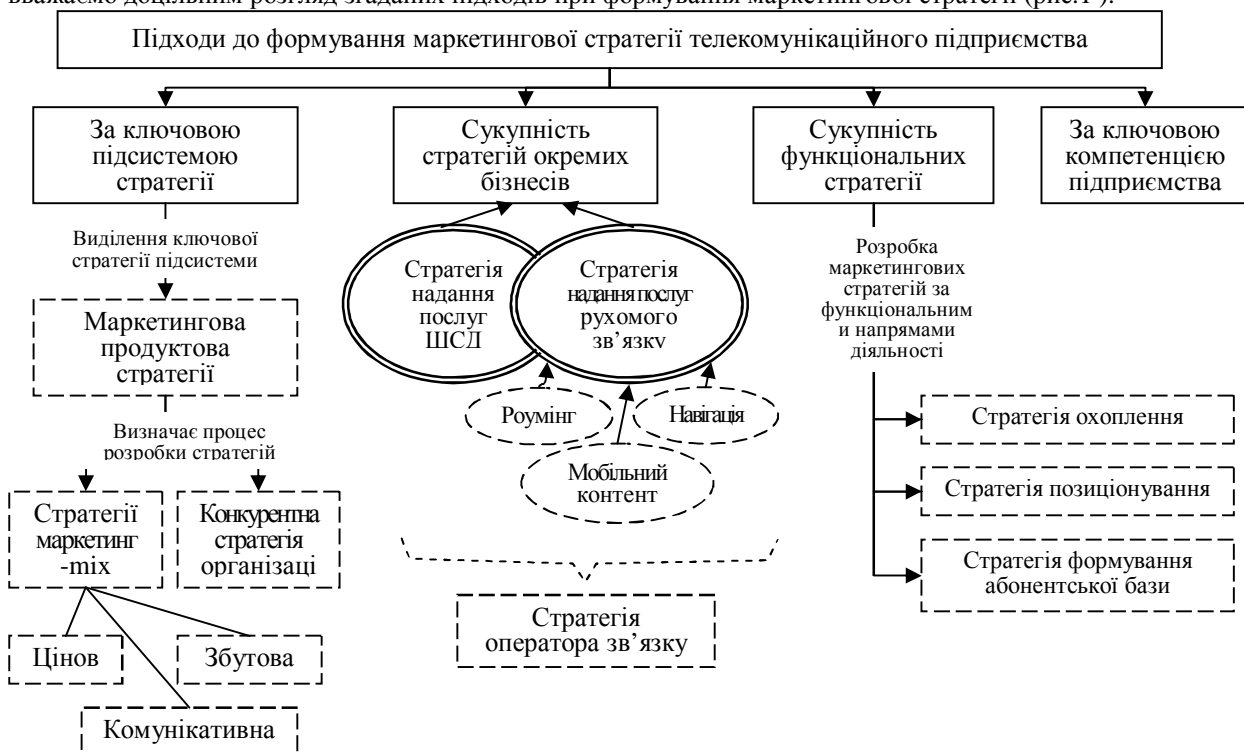 вважаємо доцільним розгляд згаданих підходів при формування маркетингової стратегії (рис.1 ).
Підходи до формування маркетингової стратегії телекомунікаційного підприємства
За ключовою
підсистемою
стратегії
Сукупність
стратегій окремих
бізнесів
Сукупність
функціональних
стратегії
За ключовою
компетенцією
підприємства
Виділення ключової
стратегії підсистеми
Маркетингова
продуктова
стратегії
Визначає процес
розробки стратегій
Стратегії
маркетинг
-mix
Конкурентна
стратегія
організаці
Цінов
Збутова
Комунікативна
Стратегія
надання
послуг
ШСД
Стратегія
надання послуг
рухомого
зв’язку
Роумінг
Навігація
Мобільний
контент
Стратегія
оператора зв’язку
Розробка
маркетингових
стратегій за
функціональним
и напрямами
діяльності
Стратегія охоплення
Стратегія позиціонування
Стратегія формування
абонентської бази